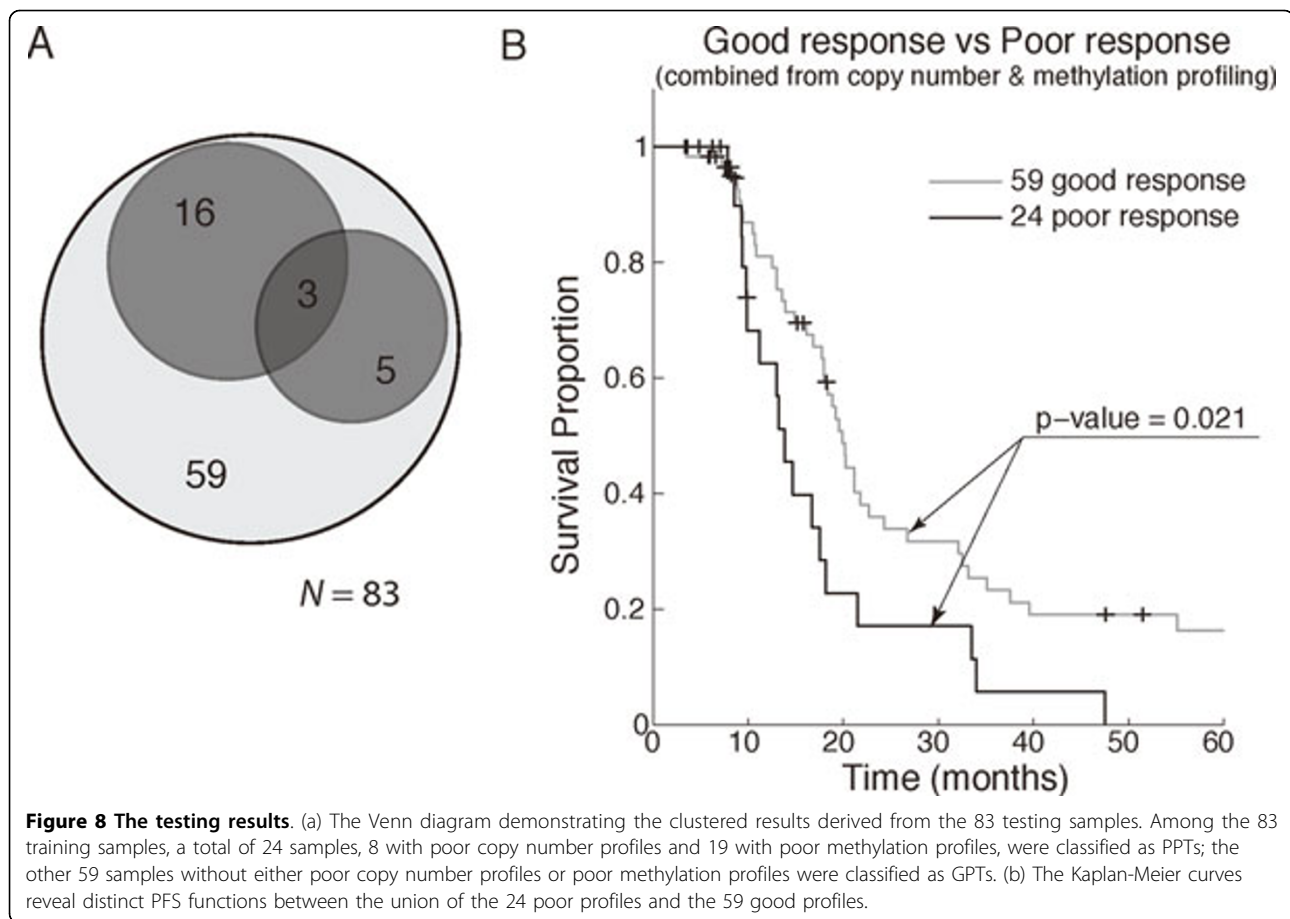 A
16
3
5
59
N = 83
B
Good response vs Poor response
(combined from copy number & methylation profiling)
1
0.8
0.6
0.4
0.2
0
Survival Proportion
59 good response
24 poor response
p-value = 0.021
0 10 20 30 40 50 60
Time (months)
Figure 8 The testing results. (a) The Venn diagram demonstrating the clustered results derived from the 83 testing samples. Among the 83
training samples, a total of 24 samples, 8 with poor copy number profiles and 19 with poor methylation profiles, were classified as PPTs; the
other 59 samples without either poor copy number profiles or poor methylation profiles were classified as GPTs. (b) The Kaplan-Meier curves
reveal distinct PFS functions between the union of the 24 poor profiles and the 59 good profiles.